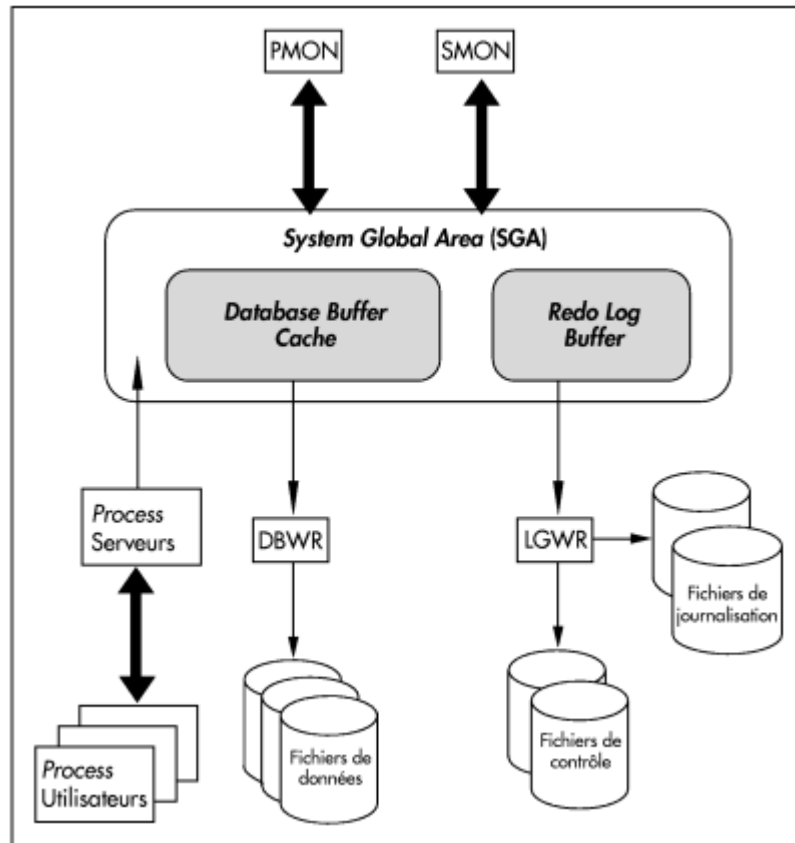 PMON
SMON
System Global Area (SGA)
Database Buffer
Cache
Redo Log
Buffer
Process
Serveurs
DBWR
LGWR
Fichiers de
journalisation
Process
Utilisateurs
Fichiers de
données
Fichiers de
contrôle